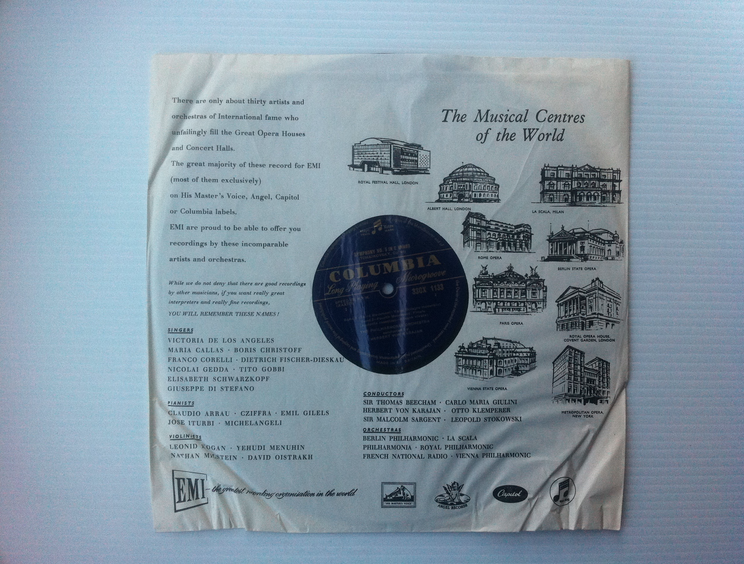 There are only about thirty artists and
orchestras of International fame who
unfailingly fill the Great Opera Houses
and Concert Halls.
The great majority of these record for EMI
(most of them exclusively)
on His Master's Voice, Angel, Capitol
or Columbia labels.
EMI are proud to be able to offer you
recordings by these incomparable
artists and orchestras.
While we do not deny that there are good recordings
by other musicians, if you want really great
interpreters and really fine recordings,
YOU WILL REMEMBER THESE NAMES!
SINGERS
VICTORIA DE LOS ANGELES
MARIA CALLAS · BORIS CHRISTOFF
FRANCO CORELLI · DIETRICH FISCHER-DIESKAU
NICOLAI GEDDA · TITO GOBBI
ELISABETH SCHWARZKOPF
GIUSEPPE DI STEFANO
PIANISTS
CLAUDIO ARRAU · CZIFFRA · EMIL GILELS
JOSE ITURBI · MICHELANGELI
VIOLINISTS
LEONID KOGAN · YEHUDI MENUHIN
NATHAN MILSTEIN · DAVID OISTRAKH
The Musical Centres
of the World
ROYAL FESTIVAL HALL, LONDON
ALBERT HALL, LONDON
LA SCALA, MILAN
ROME OPERA
BERLIN STATE OPERA
PARIS OPERA
ROYAL OPERA HOUSE
COVENT GARDEN, LONDON
VIENNA STATE OPERA
METROPOLITAN OPERA,
NEW YORK
COLUMBIA
Long Playing Microgroove
CONDUCTORS
SIR THOMAS BEECHAM · CARLO MARIA GIULINI
HERBERT VON KARAJAN · OTTO KLEMPERER
SIR MALCOLM SARGENT · LEOPOLD STOKOWSKI
ORCHESTRAS
BERLIN PHILHARMONIC · LA SCALA
PHILHARMONIA · ROYAL PHILHARMONIC
FRENCH NATIONAL RADIO · VIENNA PHILHARMONIC
EMI the greatest recording organisation in the world
HIS MASTER'S VOICE
ANGEL RECORDS
Capitol